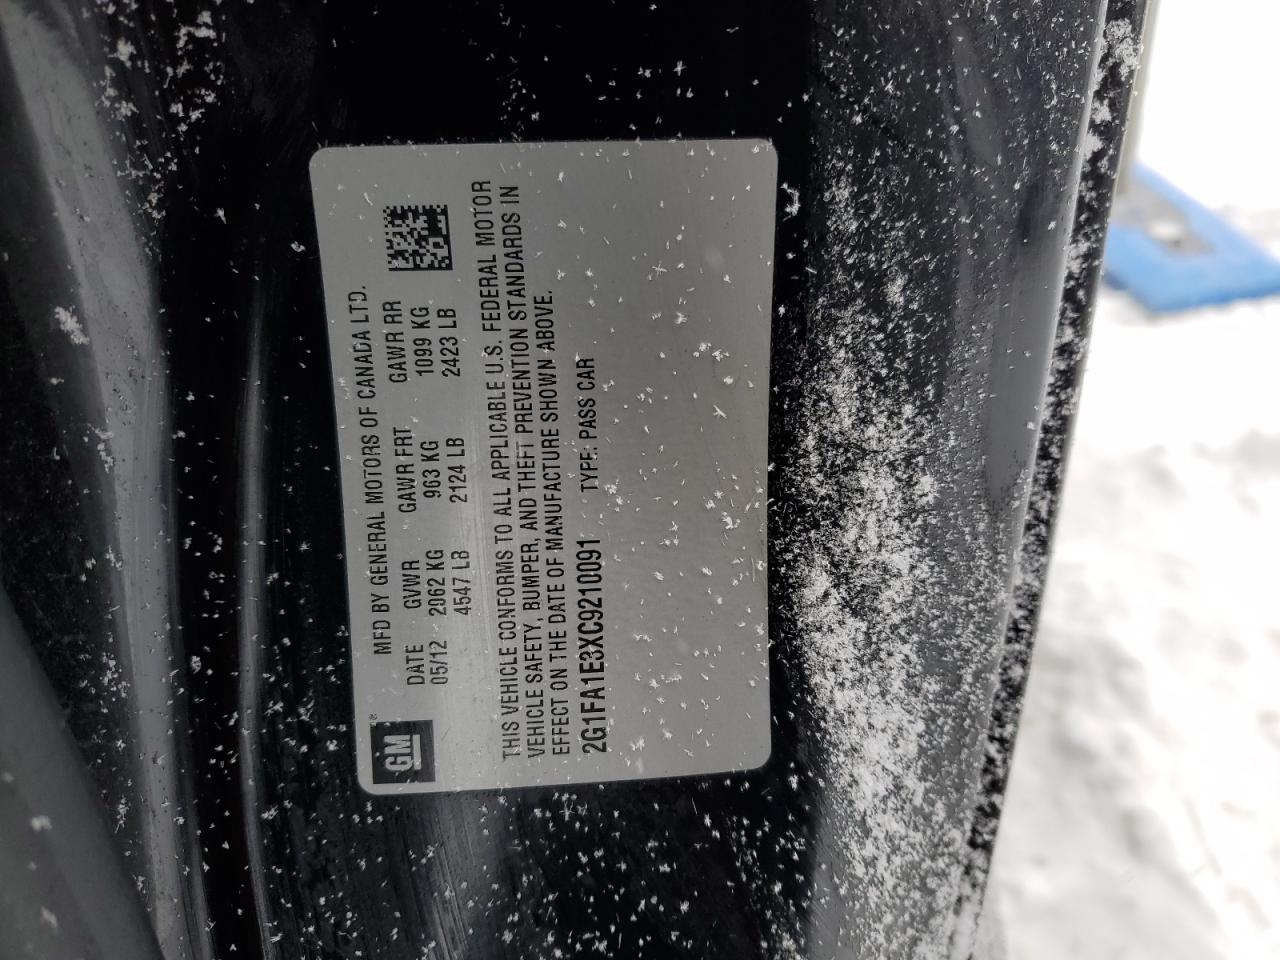 GM
MFD BY GENERAL MOTORS OF CANADA LTD.
DATE GVWR GAWR FRT GAWR RR
05/12 2062 KG 963 KG 1099 KG
4547 LB 2124 LB 2423 LB
THIS VEHICLE CONFORMS TO ALL APPLICABLE U.S. FEDERAL MOTOR
VEHICLE SAFETY, BUMPER, AND THEFT PREVENTION STANDARDS IN
EFFECT ON THE DATE OF MANUFACTURE SHOWN ABOVE.
2G1FA1E3XC9210091 TYPE: PASS CAR